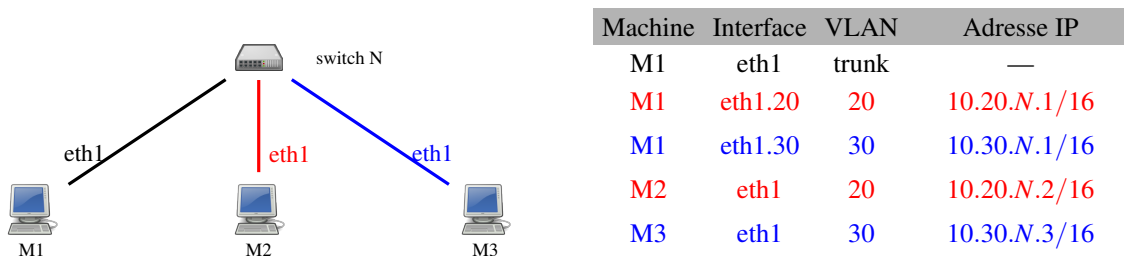 switch N
eth1 eth1 eth1
M1 M2 M3
Machine Interface VLAN Adresse IP
M1 eth1 trunk —
M1 eth1.20 20 10.20.N.1/16
M1 eth1.30 30 10.30.N.1/16
M2 eth1 20 10.20.N.2/16
M3 eth1 30 10.30.N.3/16